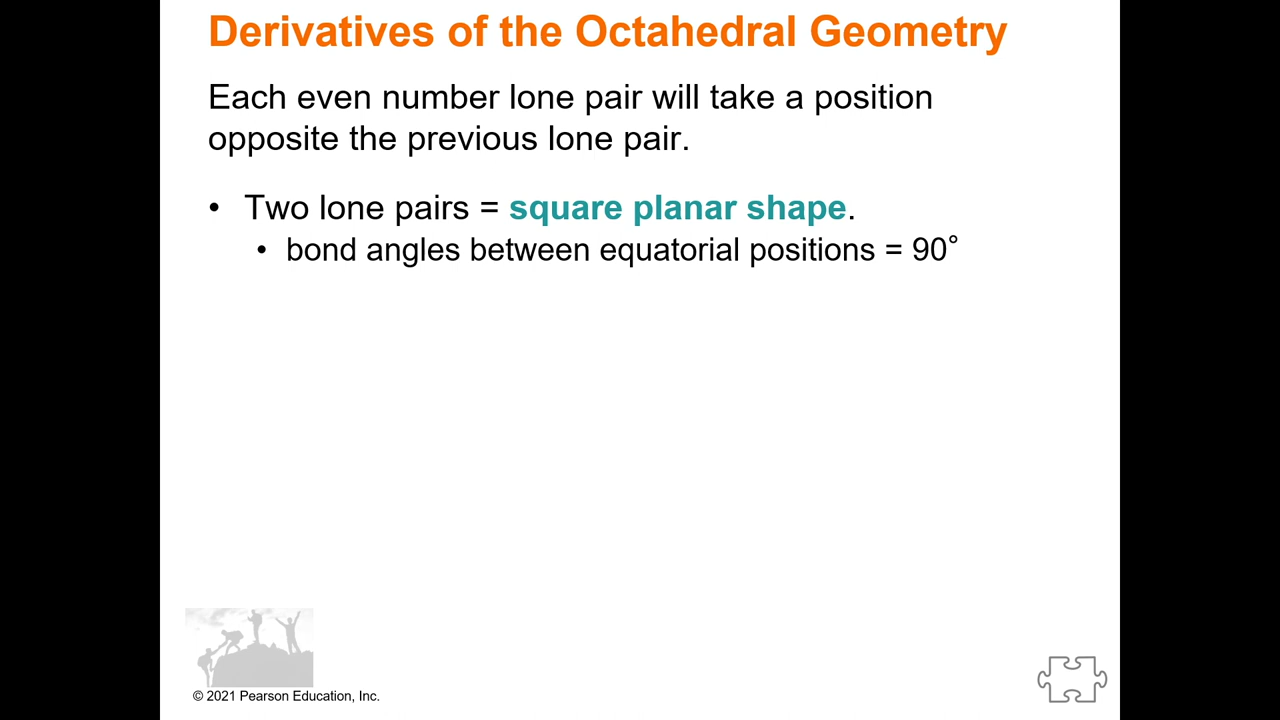 Derivatives of the Octahedral Geometry
Each even number lone pair will take a position
opposite the previous lone pair.
• Two lone pairs = square planar shape.
• bond angles between equatorial positions = 90°
© 2021 Pearson Education, Inc.